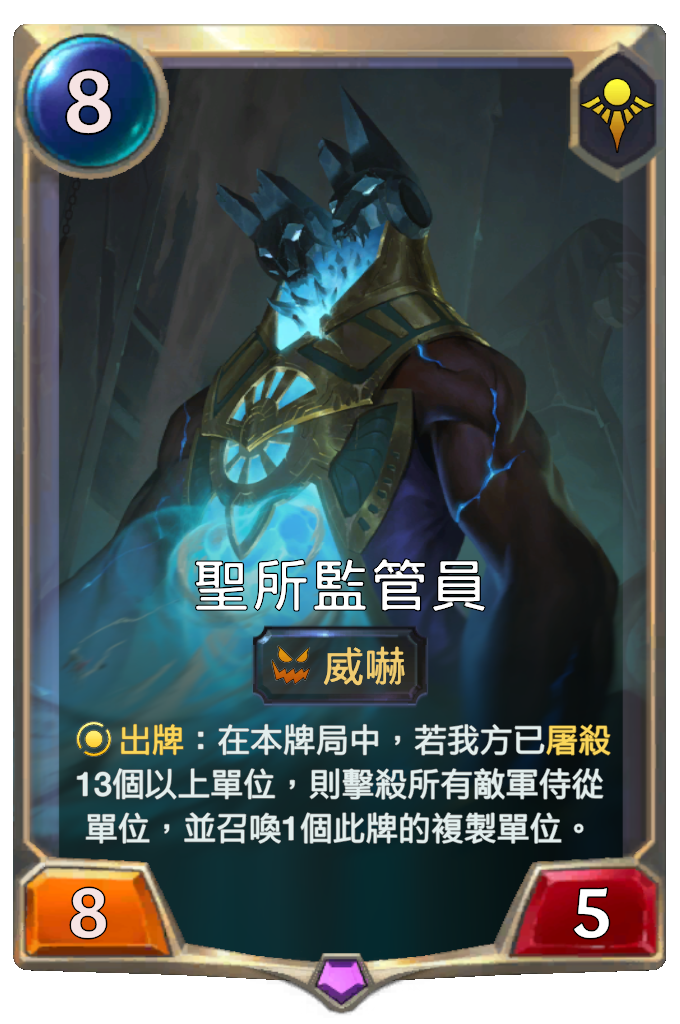 8
聖所監管員
威嚇
出牌：在本牌局中，若我方已屠殺
13個以上單位，則擊殺所有敵軍侍從
單位，並召喚1個此牌的複製單位。
8
5